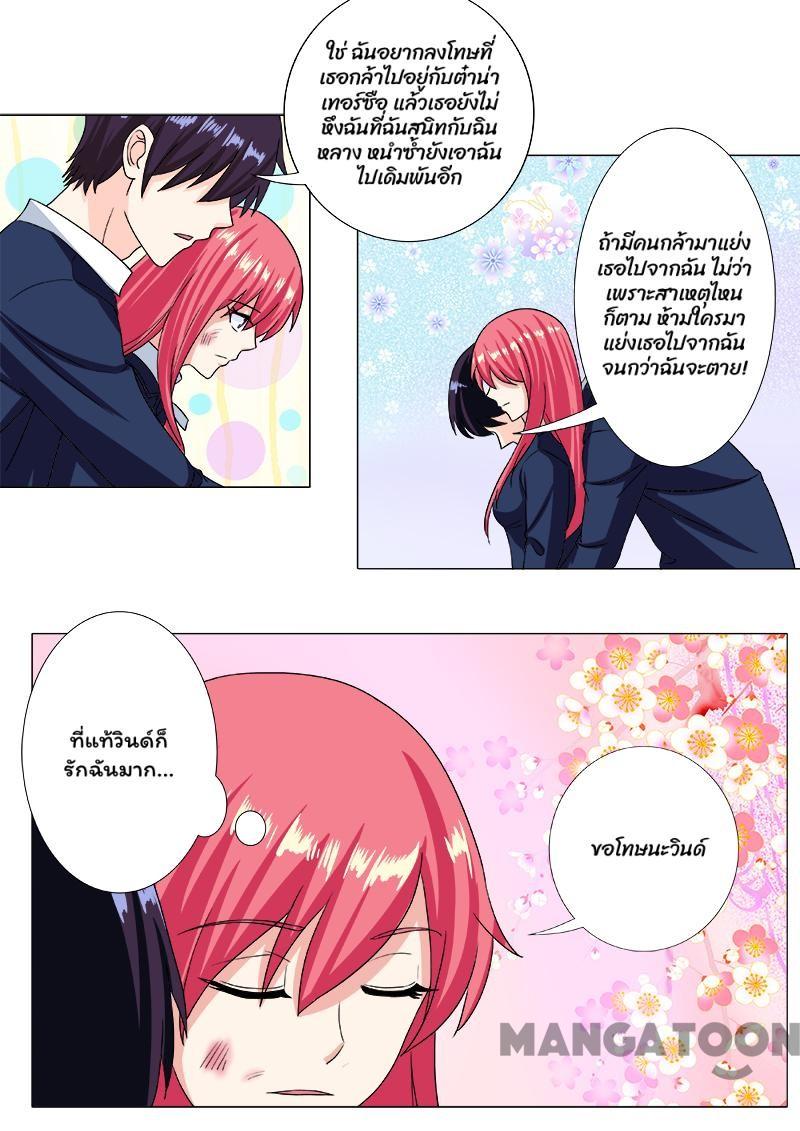 ใช่ ฉันอยากลงโทษที่
เธอกล้าไปอยู่กับต๋าน่า
เทอร์ซือ แล้วเธอยังไม่
หึงฉันที่ฉันสนิทกับฉิน
หลาง หนำซ้ำยังเอาฉัน
ไปเดิมพันอีก
ถ้ามีคนกล้ามาแย่ง
เธอไปจากฉัน ไม่ว่า
เพราะสาเหตุไหน
ก็ตาม ห้ามใครมา
แย่งเธอไปจากฉัน
จนกว่าฉันจะตาย!
ที่แท้วินด์ก็
รักฉันมาก...
ขอโทษนะวินด์
MANGATOON